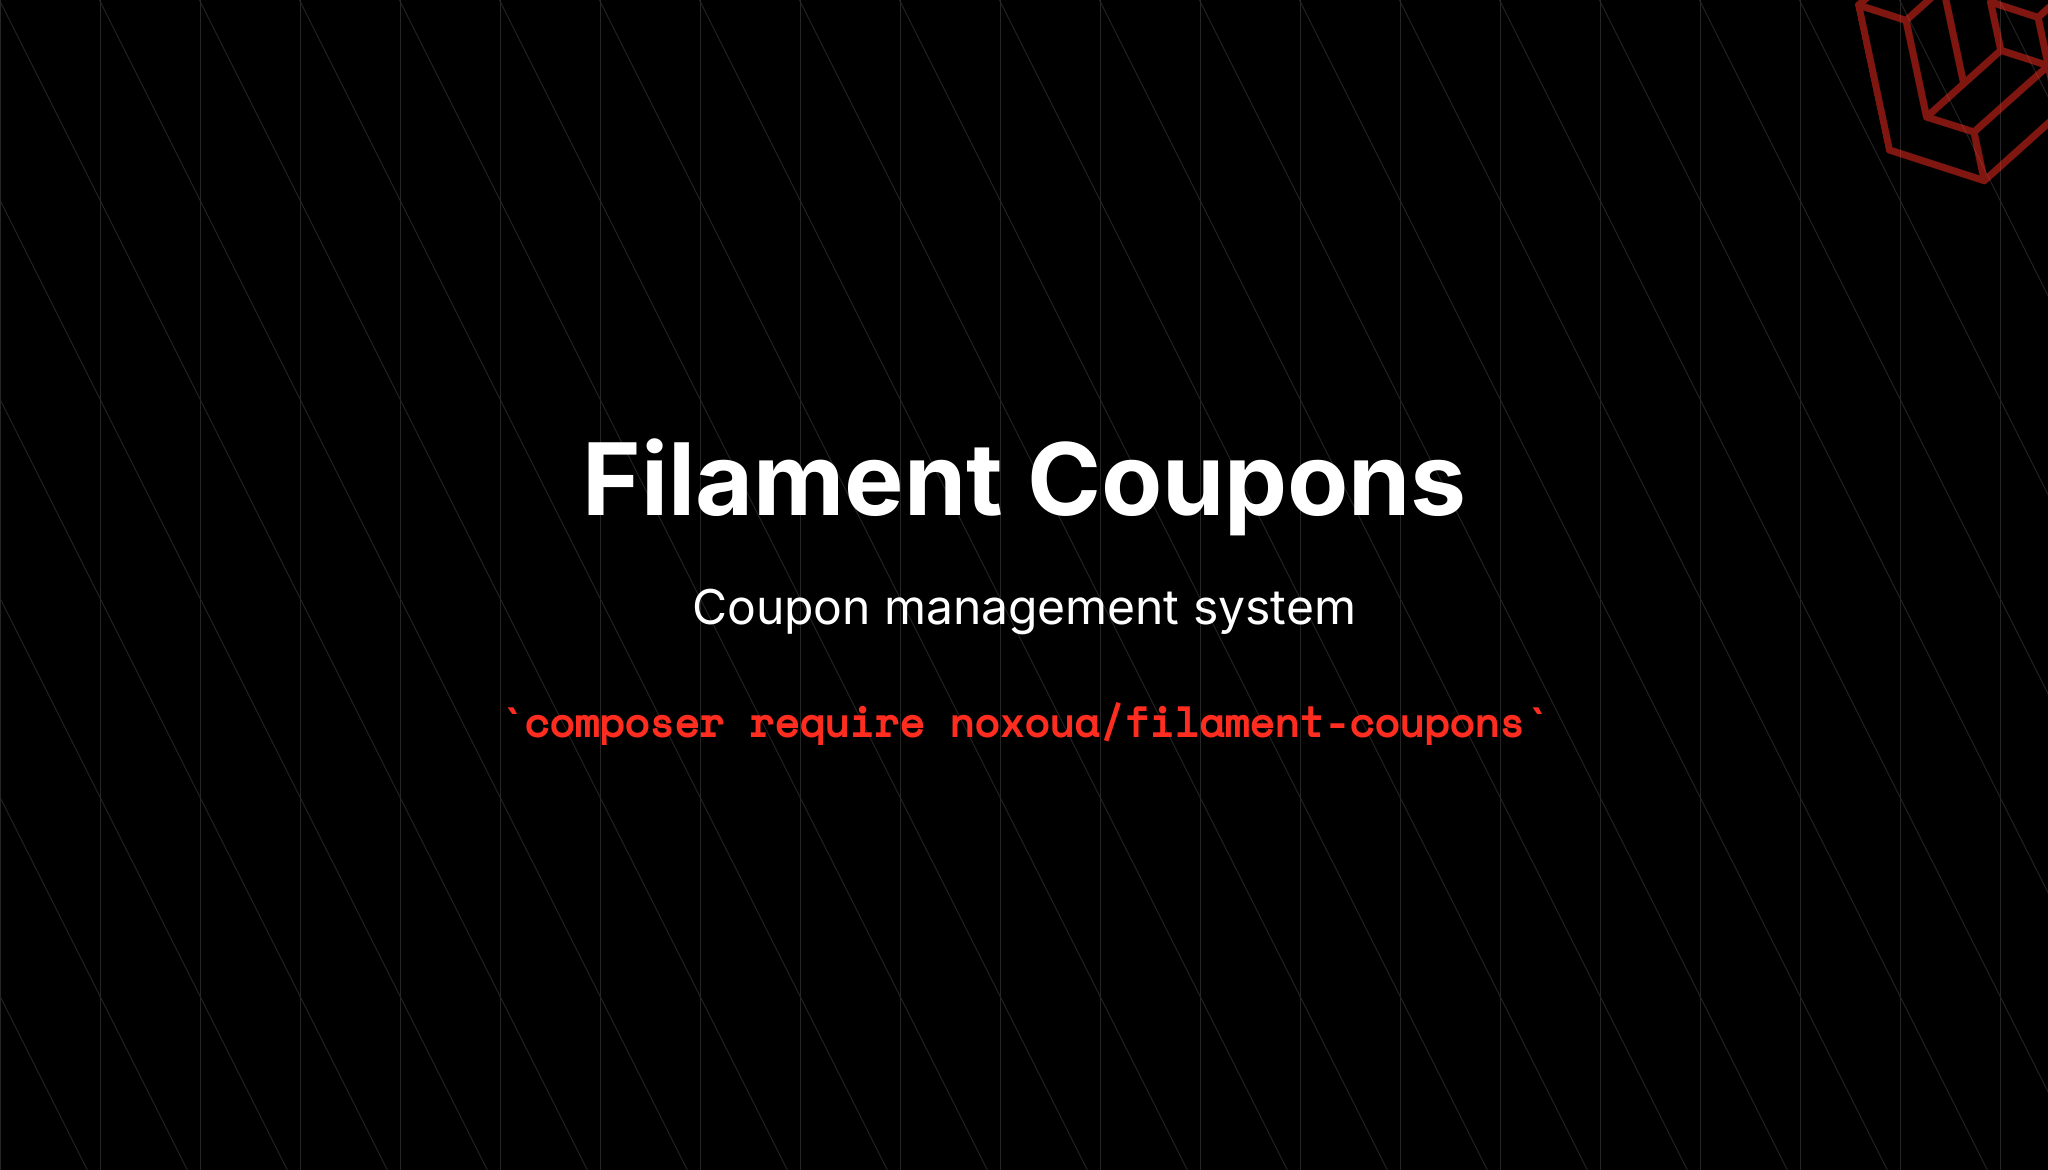 Filament Coupons
Coupon management system
`composer require noxoua/filament-coupons`